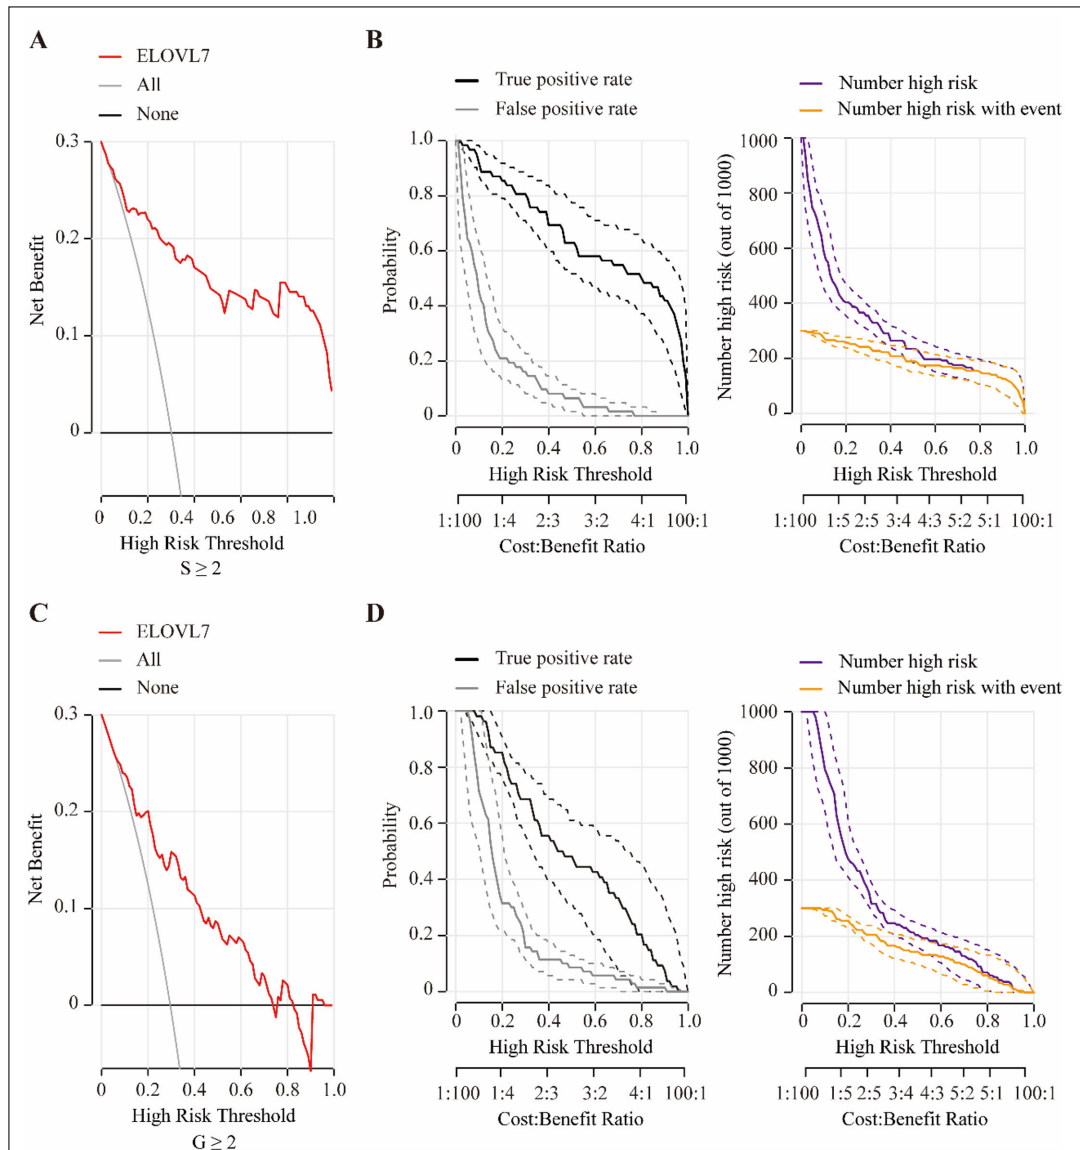 A
ELOVL7
All
None
0.3
0.2
0.1
0
Net Benefit
0 0.2 0.4 0.6 0.8 1.0
High Risk Threshold
S ≥ 2
B
True positive rate
False positive rate
1.0
0.8
0.6
0.4
0.2
0
Probability
0 0.2 0.4 0.6 0.8 1.0
High Risk Threshold
1:100 1:4 2:3 3:2 4:1 100:1
Cost:Benefit Ratio
Number high risk
Number high risk with event
1000
800
600
400
200
0
Number high risk (out of 1000)
0 0.2 0.4 0.6 0.8 1.0
High Risk Threshold
1:100 1:5 2:5 3:4 4:3 5:2 5:1 100:1
Cost:Benefit Ratio
C
ELOVL7
All
None
0.3
0.2
0.1
0
Net Benefit
0 0.2 0.4 0.6 0.8 1.0
High Risk Threshold
G ≥ 2
D
True positive rate
False positive rate
1.0
0.8
0.6
0.4
0.2
0
Probability
0 0.2 0.4 0.6 0.8 1.0
High Risk Threshold
1:100 1:4 2:3 3:2 4:1 100:1
Cost:Benefit Ratio
Number high risk
Number high risk with event
1000
800
600
400
200
0
Number high risk (out of 1000)
0 0.2 0.4 0.6 0.8 1.0
High Risk Threshold
1:100 1:5 2:5 3:4 4:3 5:2 5:1 100:1
Cost:Benefit Ratio